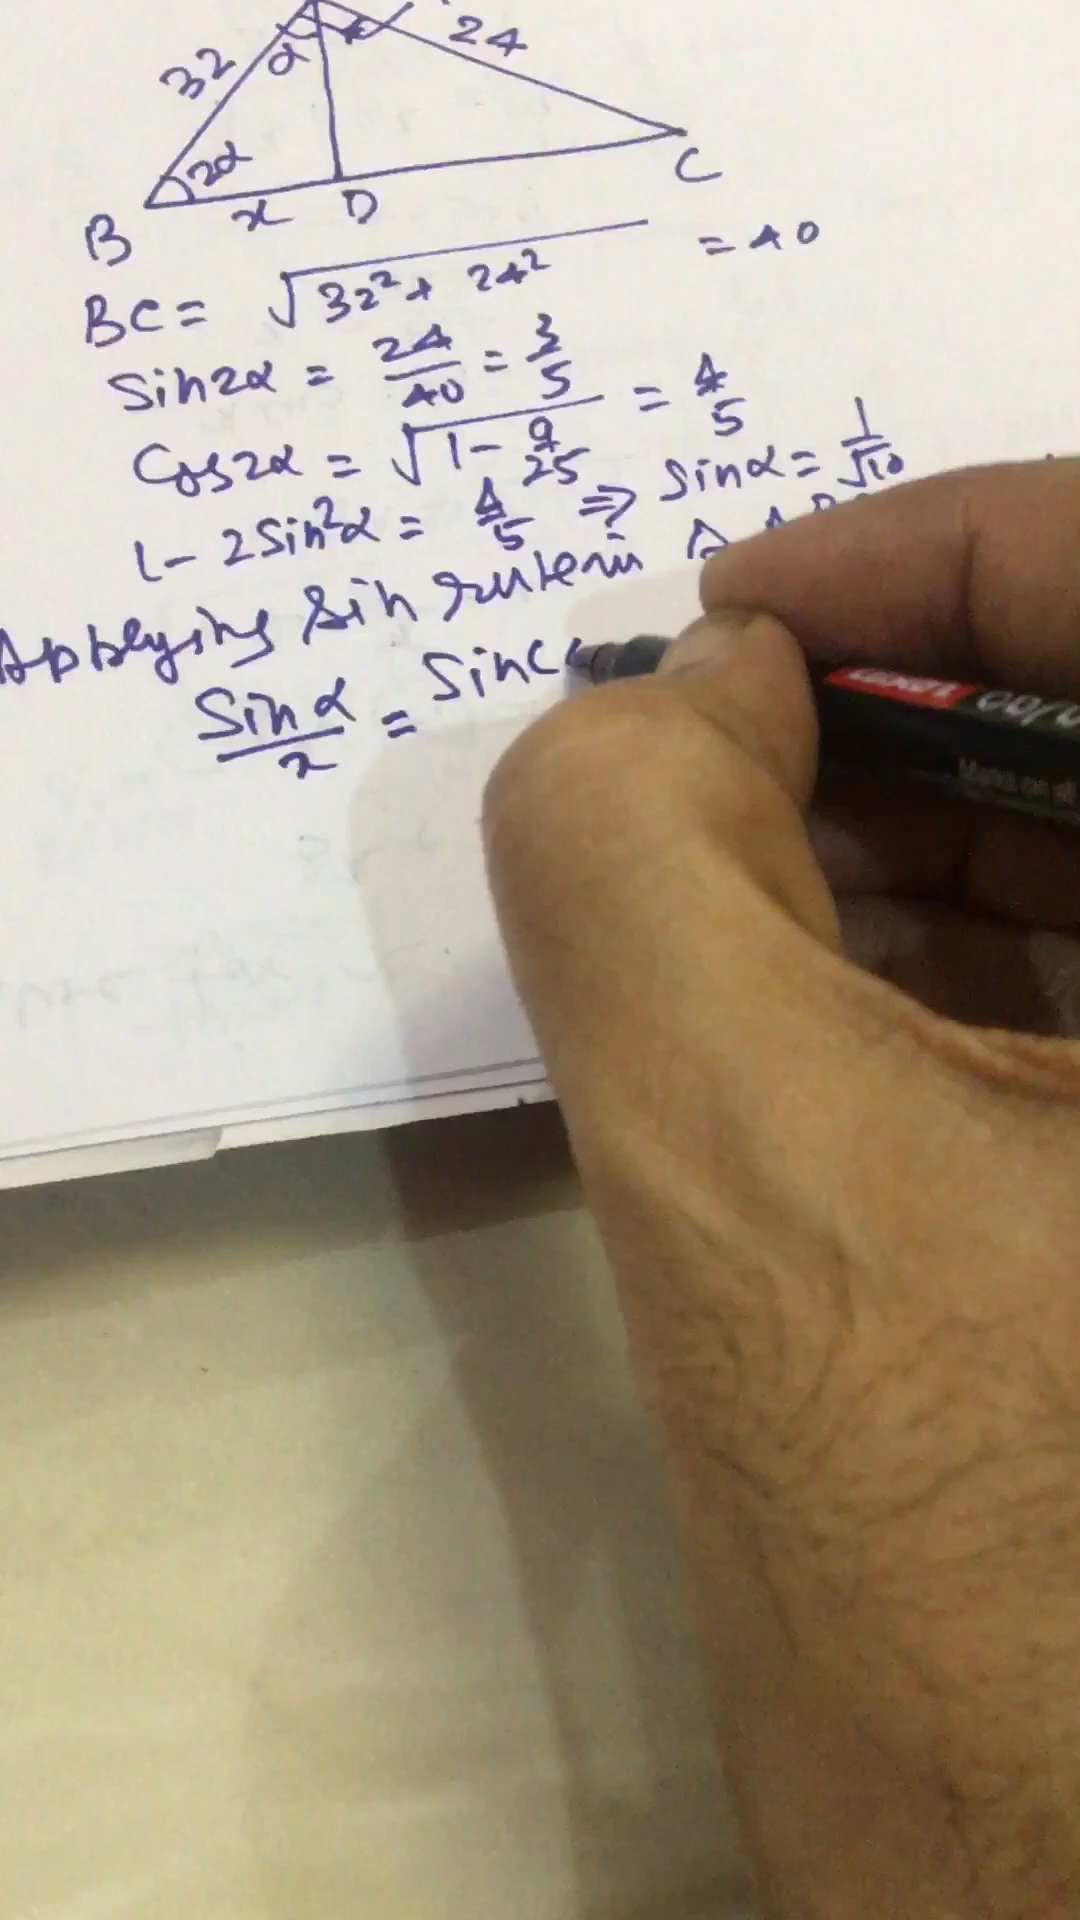 32
24
α
2α
B
x
D
C
BC = √32² + 24² = 40
Sin2α = 24/40 = 3/5
Cos2α = √1 - 9/25 = 4/5
1 - 2Sin²α = 4/5 ⇒ Sinα = 1/√10
Applying Sin rule in Δ
Sinα/x = Sin(
LUXOR